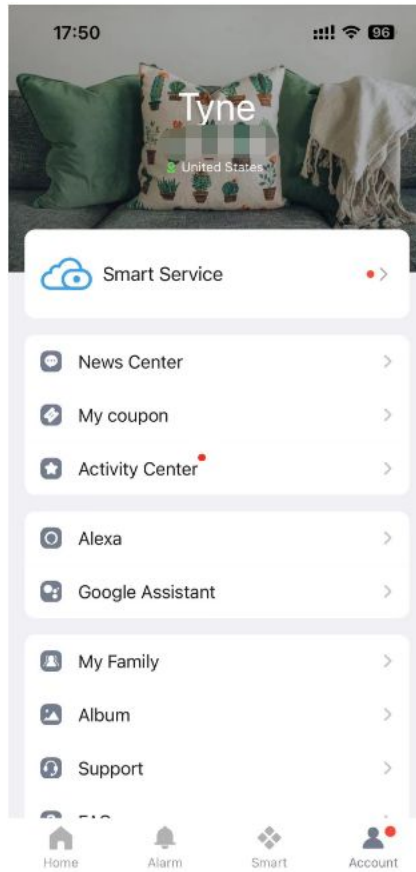 17:50
96
Tyne
United States
Smart Service
News Center
My coupon
Activity Center
Alexa
Google Assistant
My Family
Album
Support
Home
Alarm
Smart
Account